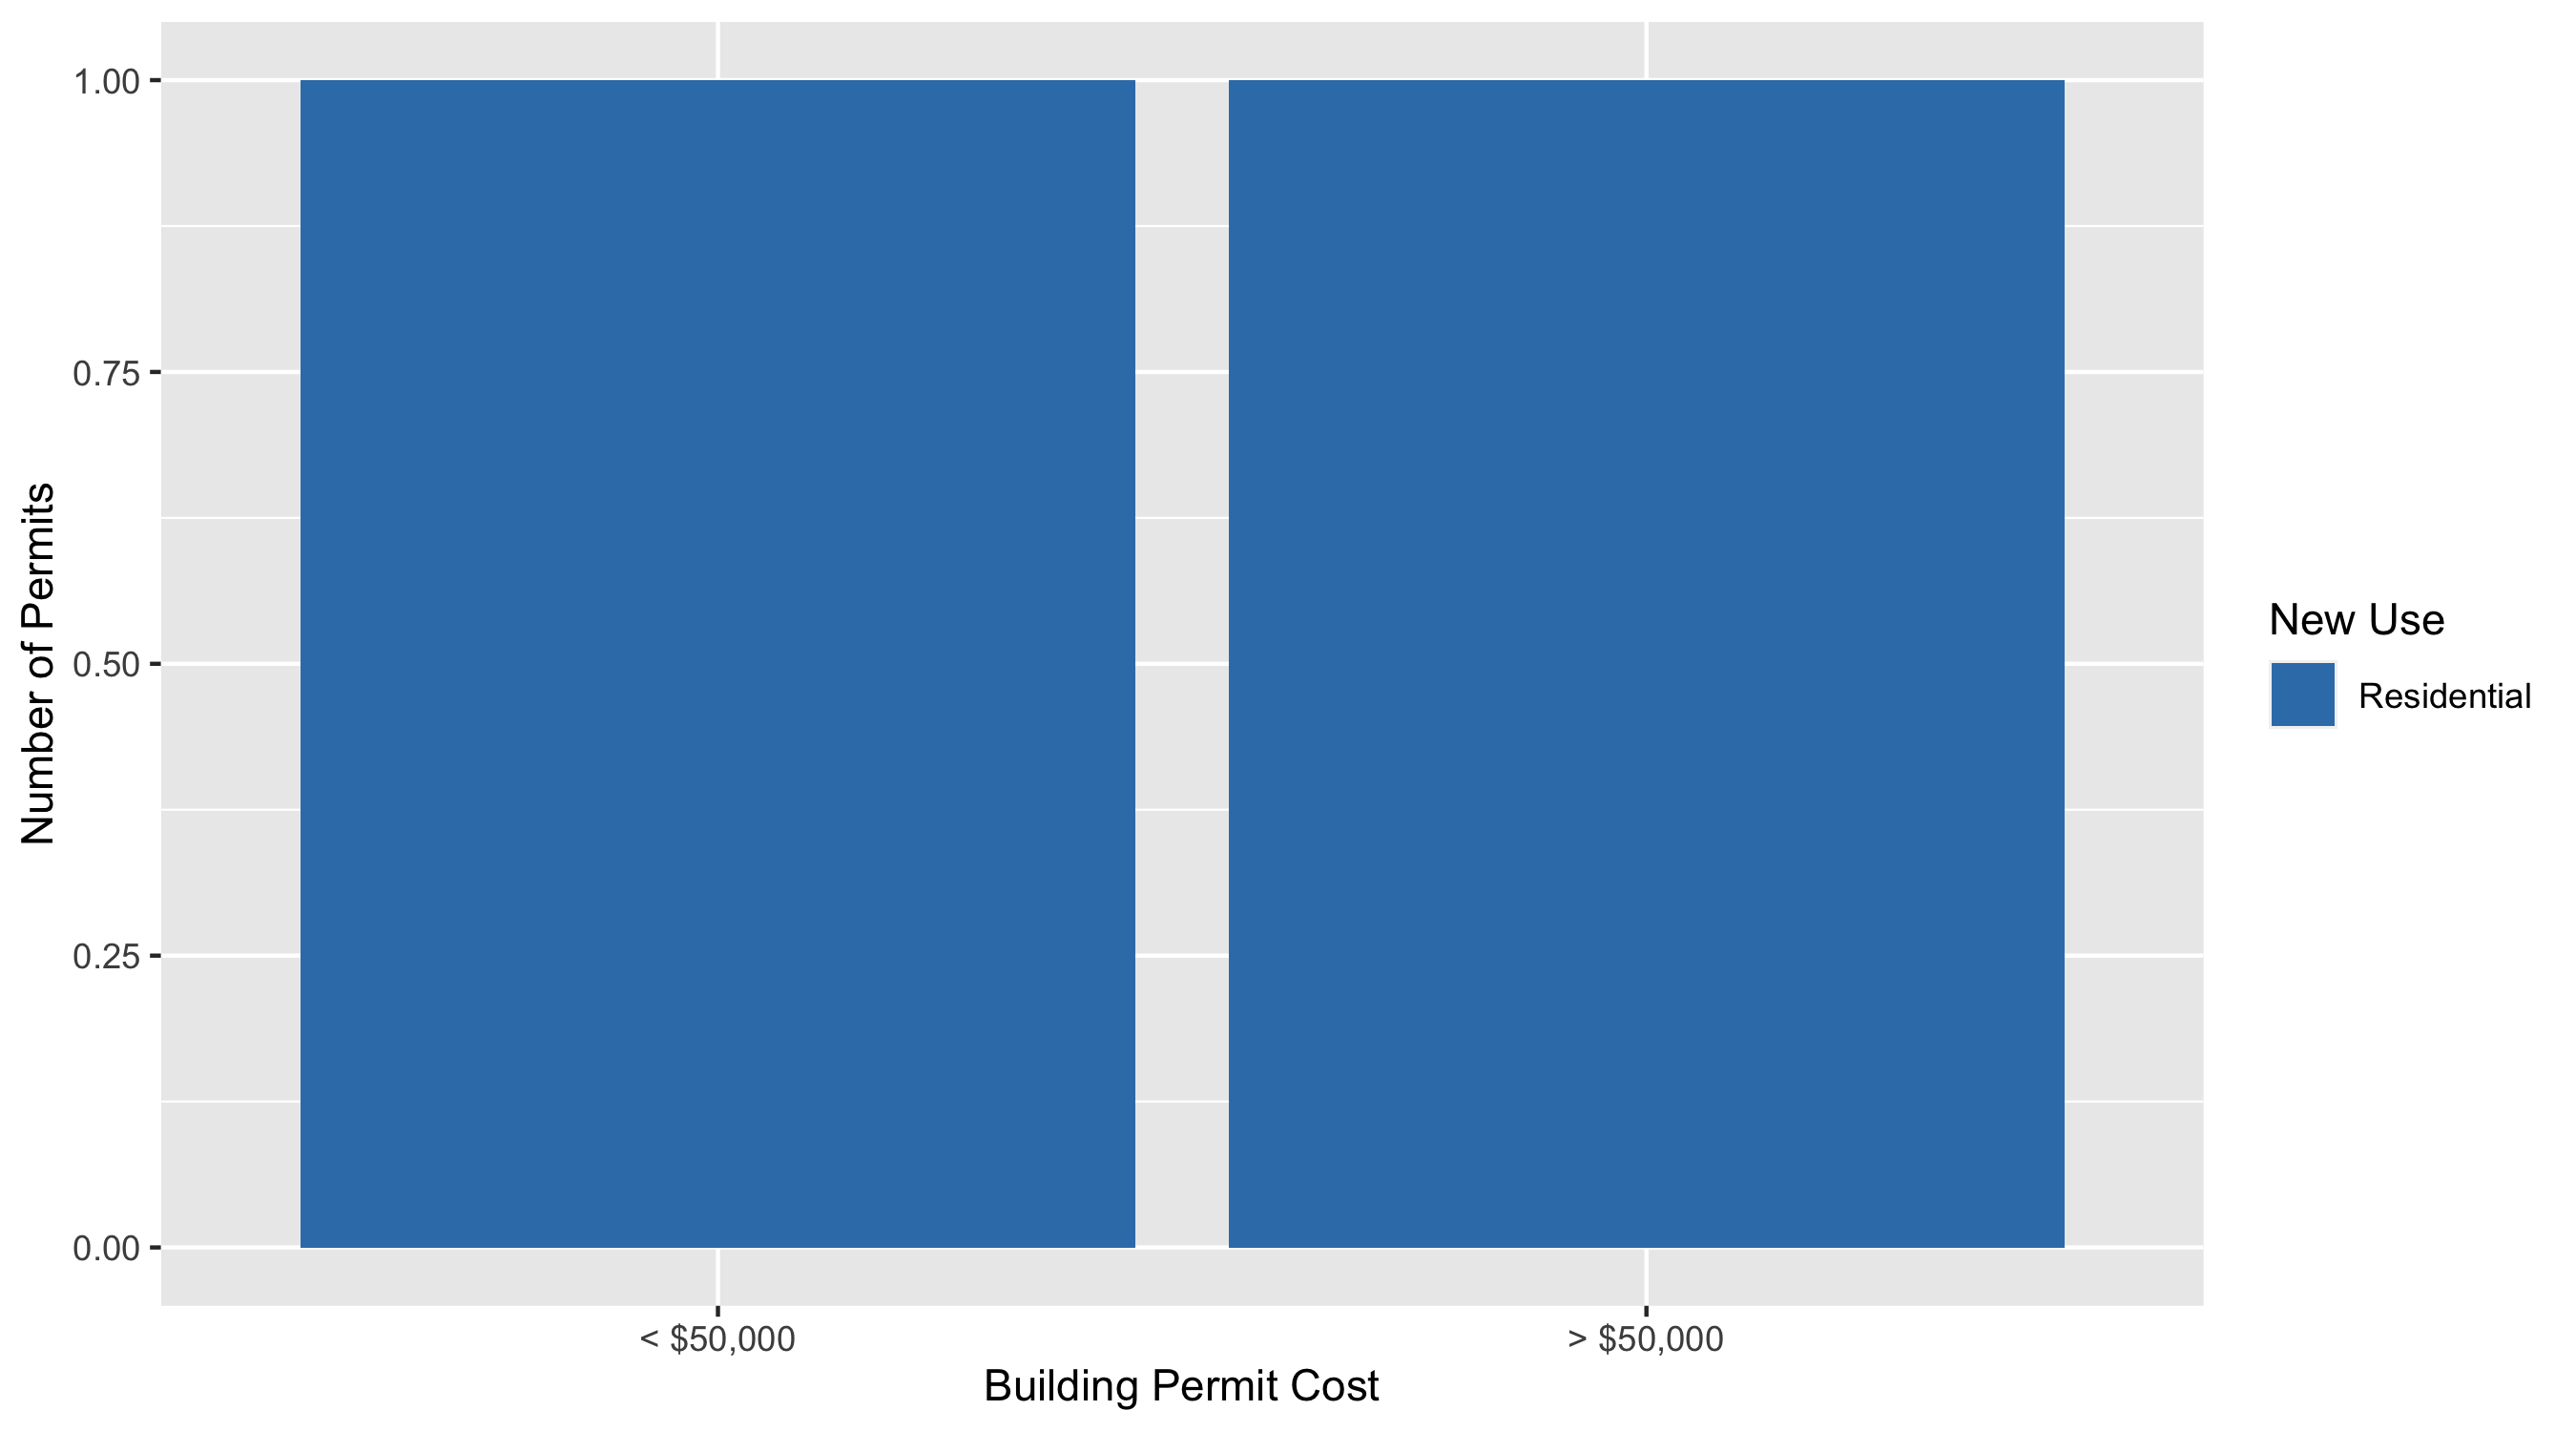 1.00
0.75
0.50
0.25
0.00
Number of Permits
< $50,000
> $50,000
Building Permit Cost
New Use
Residential